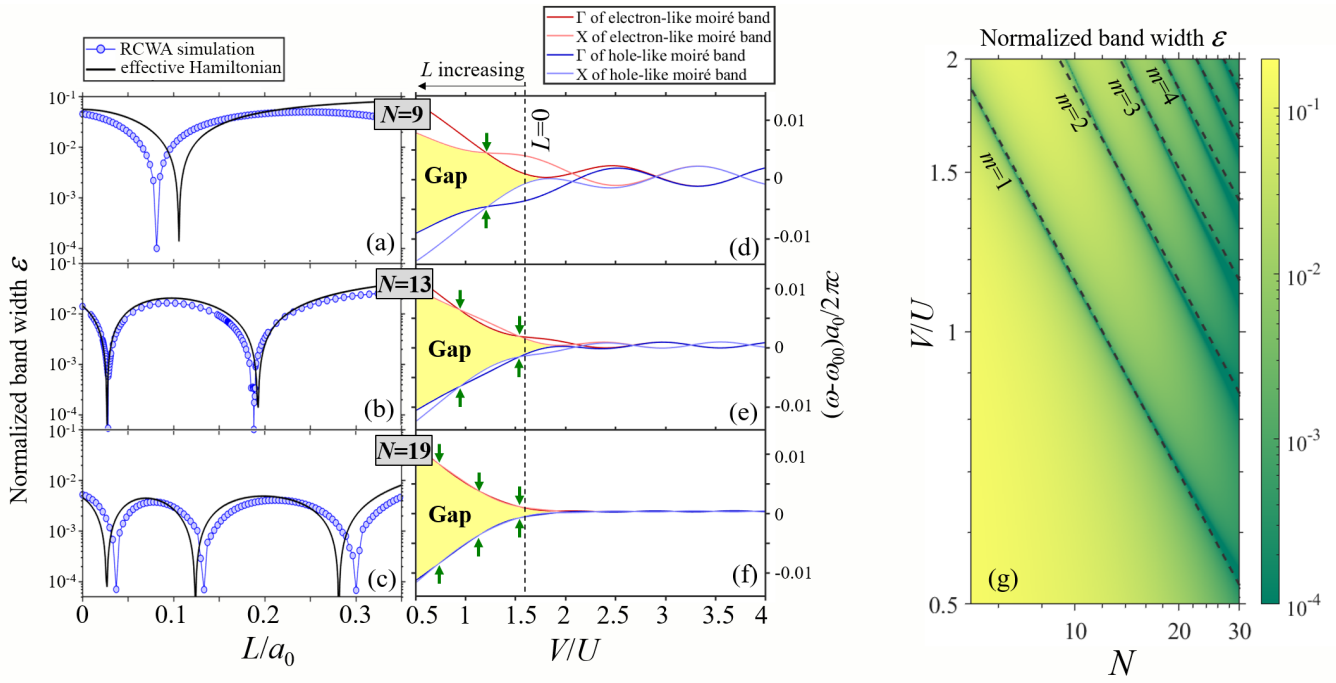 RCWA simulation
effective Hamiltonian
Γ of electron-like moiré band
X of electron-like moiré band
Γ of hole-like moiré band
X of hole-like moiré band
L increasing
L=0
Normalized band width ε
10⁻¹
10⁻²
10⁻³
10⁻⁴
(a)
N=9
Gap
0.01
0
-0.01
(d)
10⁻¹
10⁻²
10⁻³
10⁻⁴
(b)
N=13
Gap
0.01
0
-0.01
(e)
10⁻¹
10⁻²
10⁻³
10⁻⁴
(c)
N=19
Gap
0.01
0
-0.01
(f)
0 0.1 0.2 0.3
L/a₀
0.5 1 1.5 2 2.5 3 3.5 4
V/U
(ω-ω₀₀)a₀/2πc
Normalized band width ε
2
1.5
1
0.5
V/U
m=1
m=2
m=3
m=4
(g)
10 20 30
N
10⁻¹
10⁻²
10⁻³
10⁻⁴